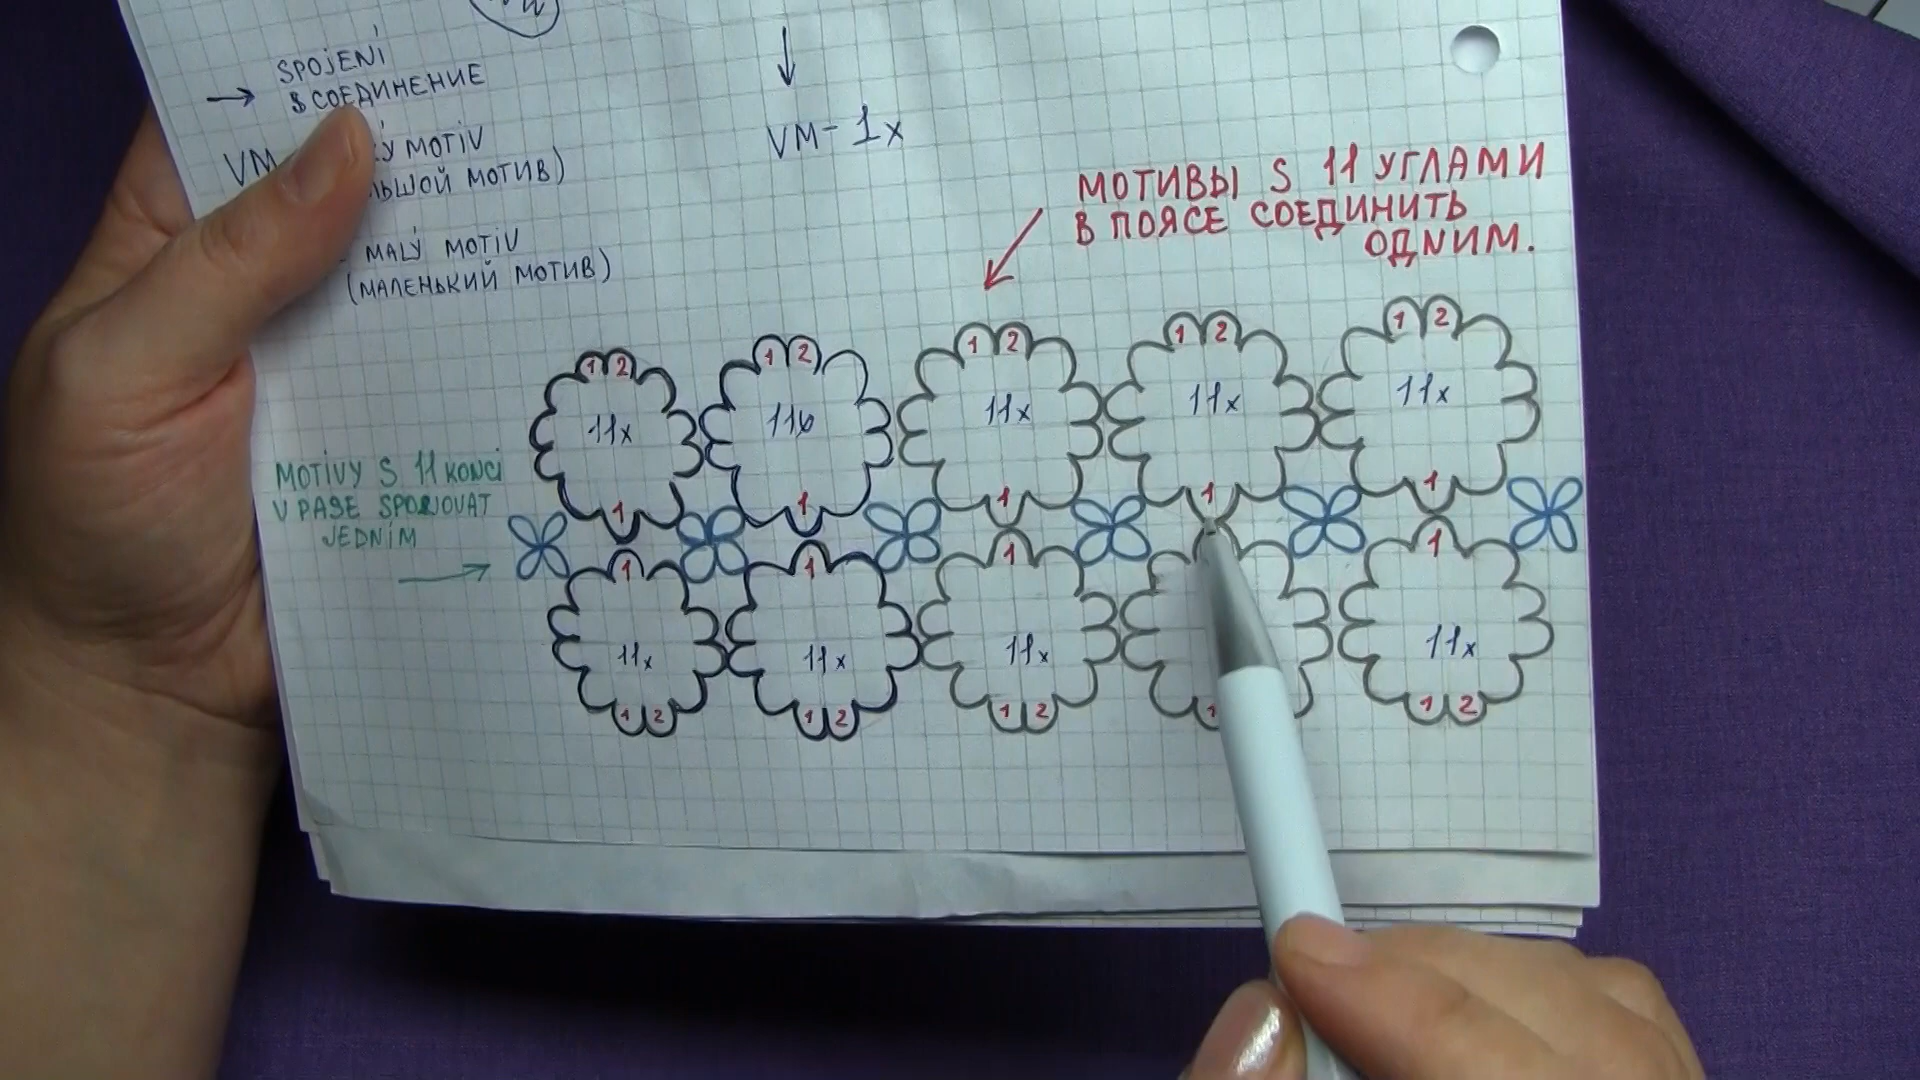 → SPOJENÍ
СОЕДИНЕНИЕ
VM
MOTIV
МОТИВ)
MALÝ MOTIV
(МАЛЕНЬКИЙ МОТИВ)
VM-1x
МОТИВЫ S 11 УГЛАМИ
В ПОЯСЕ СОЕДИНИТЬ
ОДNИМ.
MOTIVY S 11 KONCI
V PASE SPOJOVAT
JEDNÍM
1 2 1 2 1 2 1 2 1 2
11x 11x 11x 11x
1 1 1 1 1
1 1 1 1
11x 11x 11x 11x
1 2 1 2 1 2 1 1 2